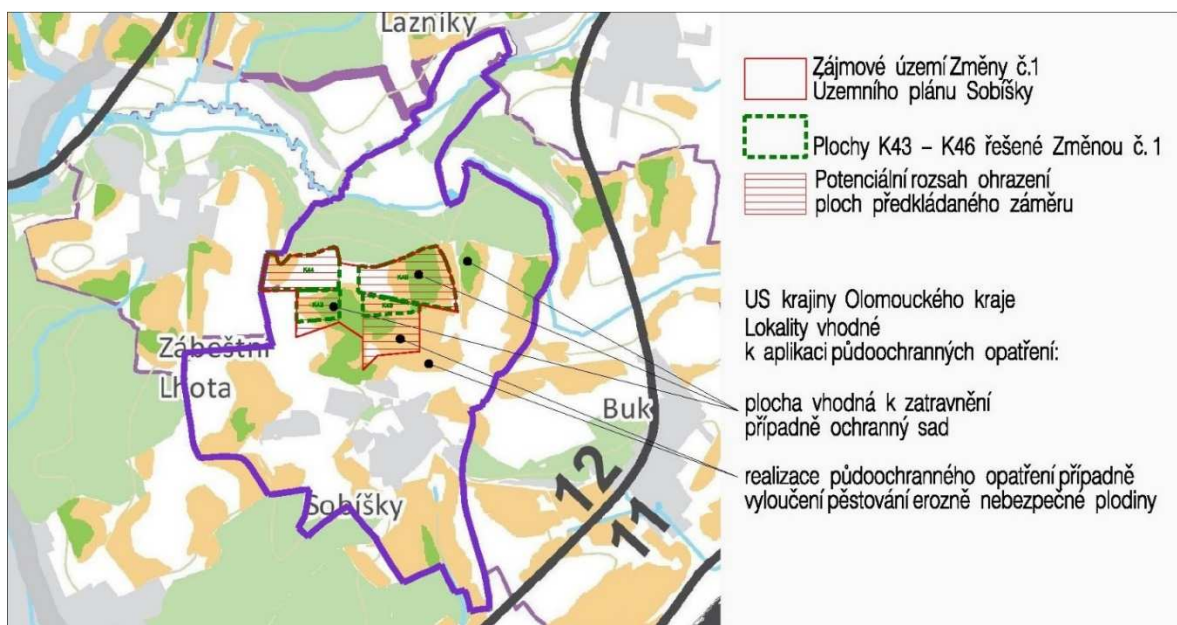 Lazníky
Zábeštní
Lhota
Buk
Sobíšky
12
11
K44
Zájmové území Změny č.1
Územního plánu Sobíšky
Plochy K43 – K46 řešené Změnou č. 1
Potenciální rozsah ohrazení
ploch předkládaného záměru
US krajiny Olomouckého kraje
Lokality vhodné
k aplikaci půdoochranných opatření:
plocha vhodná k zatravnění
případně ochranný sad
realizace půdoochranného opatření případně
vyloučení pěstování erozně nebezpečné plodiny